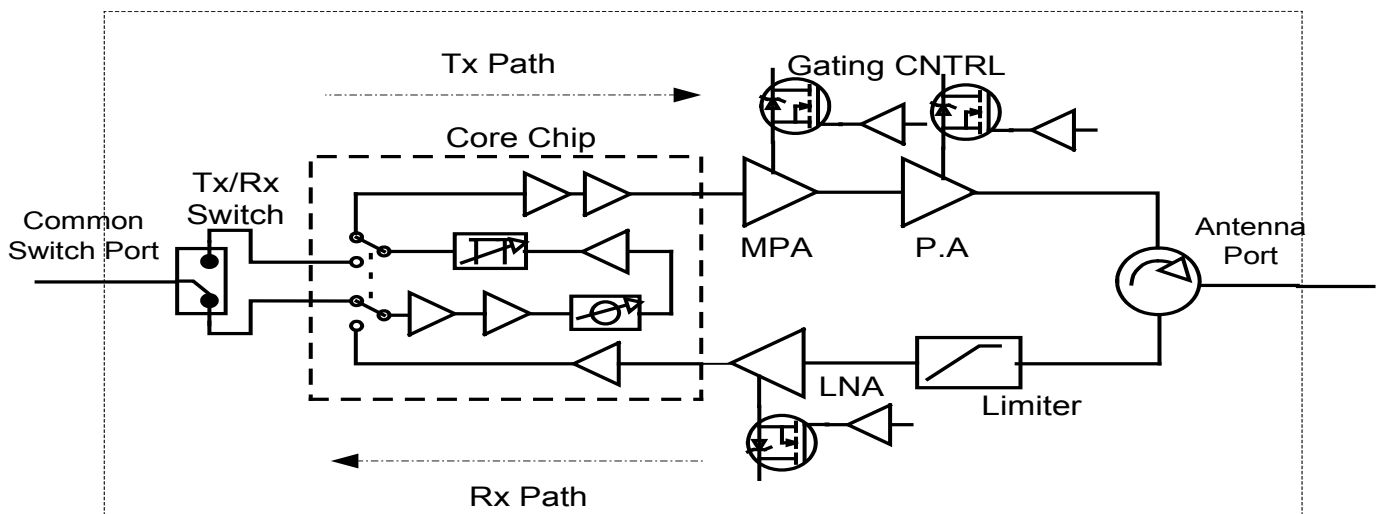 Tx Path
Gating CNTRL
Core Chip
Tx/Rx
Switch
Common
Switch Port
MPA
P.A
Antenna
Port
LNA
Limiter
Rx Path